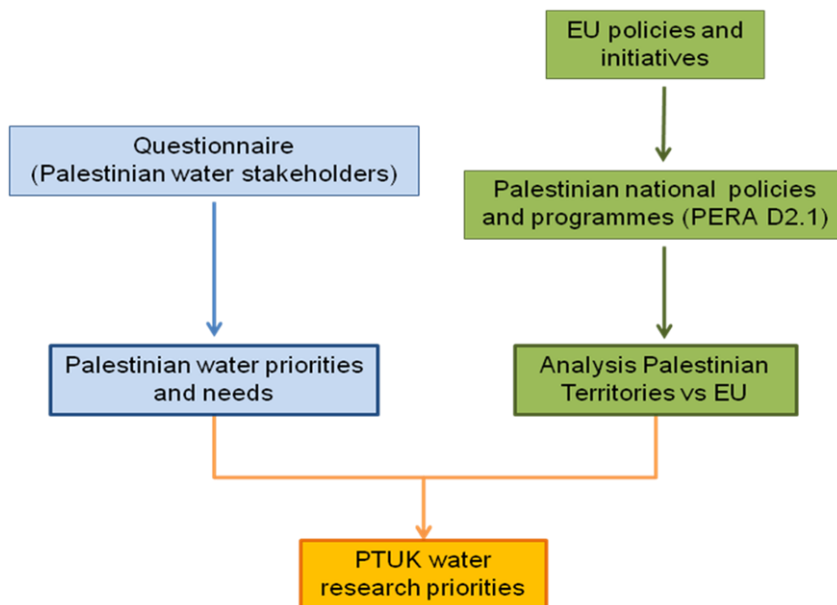 EU policies and
initiatives
Questionnaire
(Palestinian water stakeholders)
Palestinian national policies
and programmes (PERA D2.1)
Palestinian water priorities
and needs
Analysis Palestinian
Territories vs EU
PTUK water
research priorities